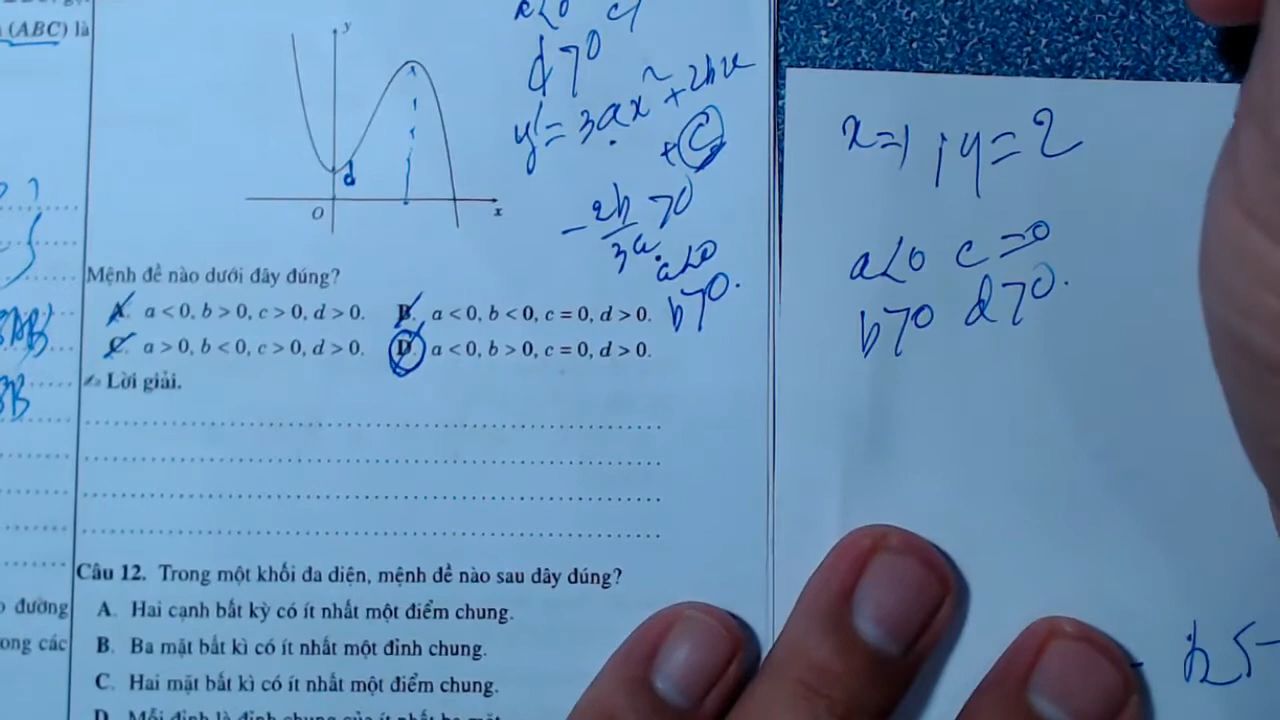 (ABC) là
y
d
O
x
d > 0
y' = 3ax² + 2bx
+ c
- 2b/3a > 0
a < 0
b > 0.
x = 1 ; y = 2
a < 0 c = 0
b > 0 d > 0.
Mệnh đề nào dưới đây đúng?
A. a < 0, b > 0, c > 0, d > 0. B. a < 0, b < 0, c = 0, d > 0.
C. a > 0, b < 0, c > 0, d > 0. D. a < 0, b > 0, c = 0, d > 0.
Lời giải.
Câu 12. Trong một khối đa diện, mệnh đề nào sau đây đúng?
đường
A. Hai cạnh bất kỳ có ít nhất một điểm chung.
ong các
B. Ba mặt bất kì có ít nhất một đỉnh chung.
C. Hai mặt bất kì có ít nhất một điểm chung.